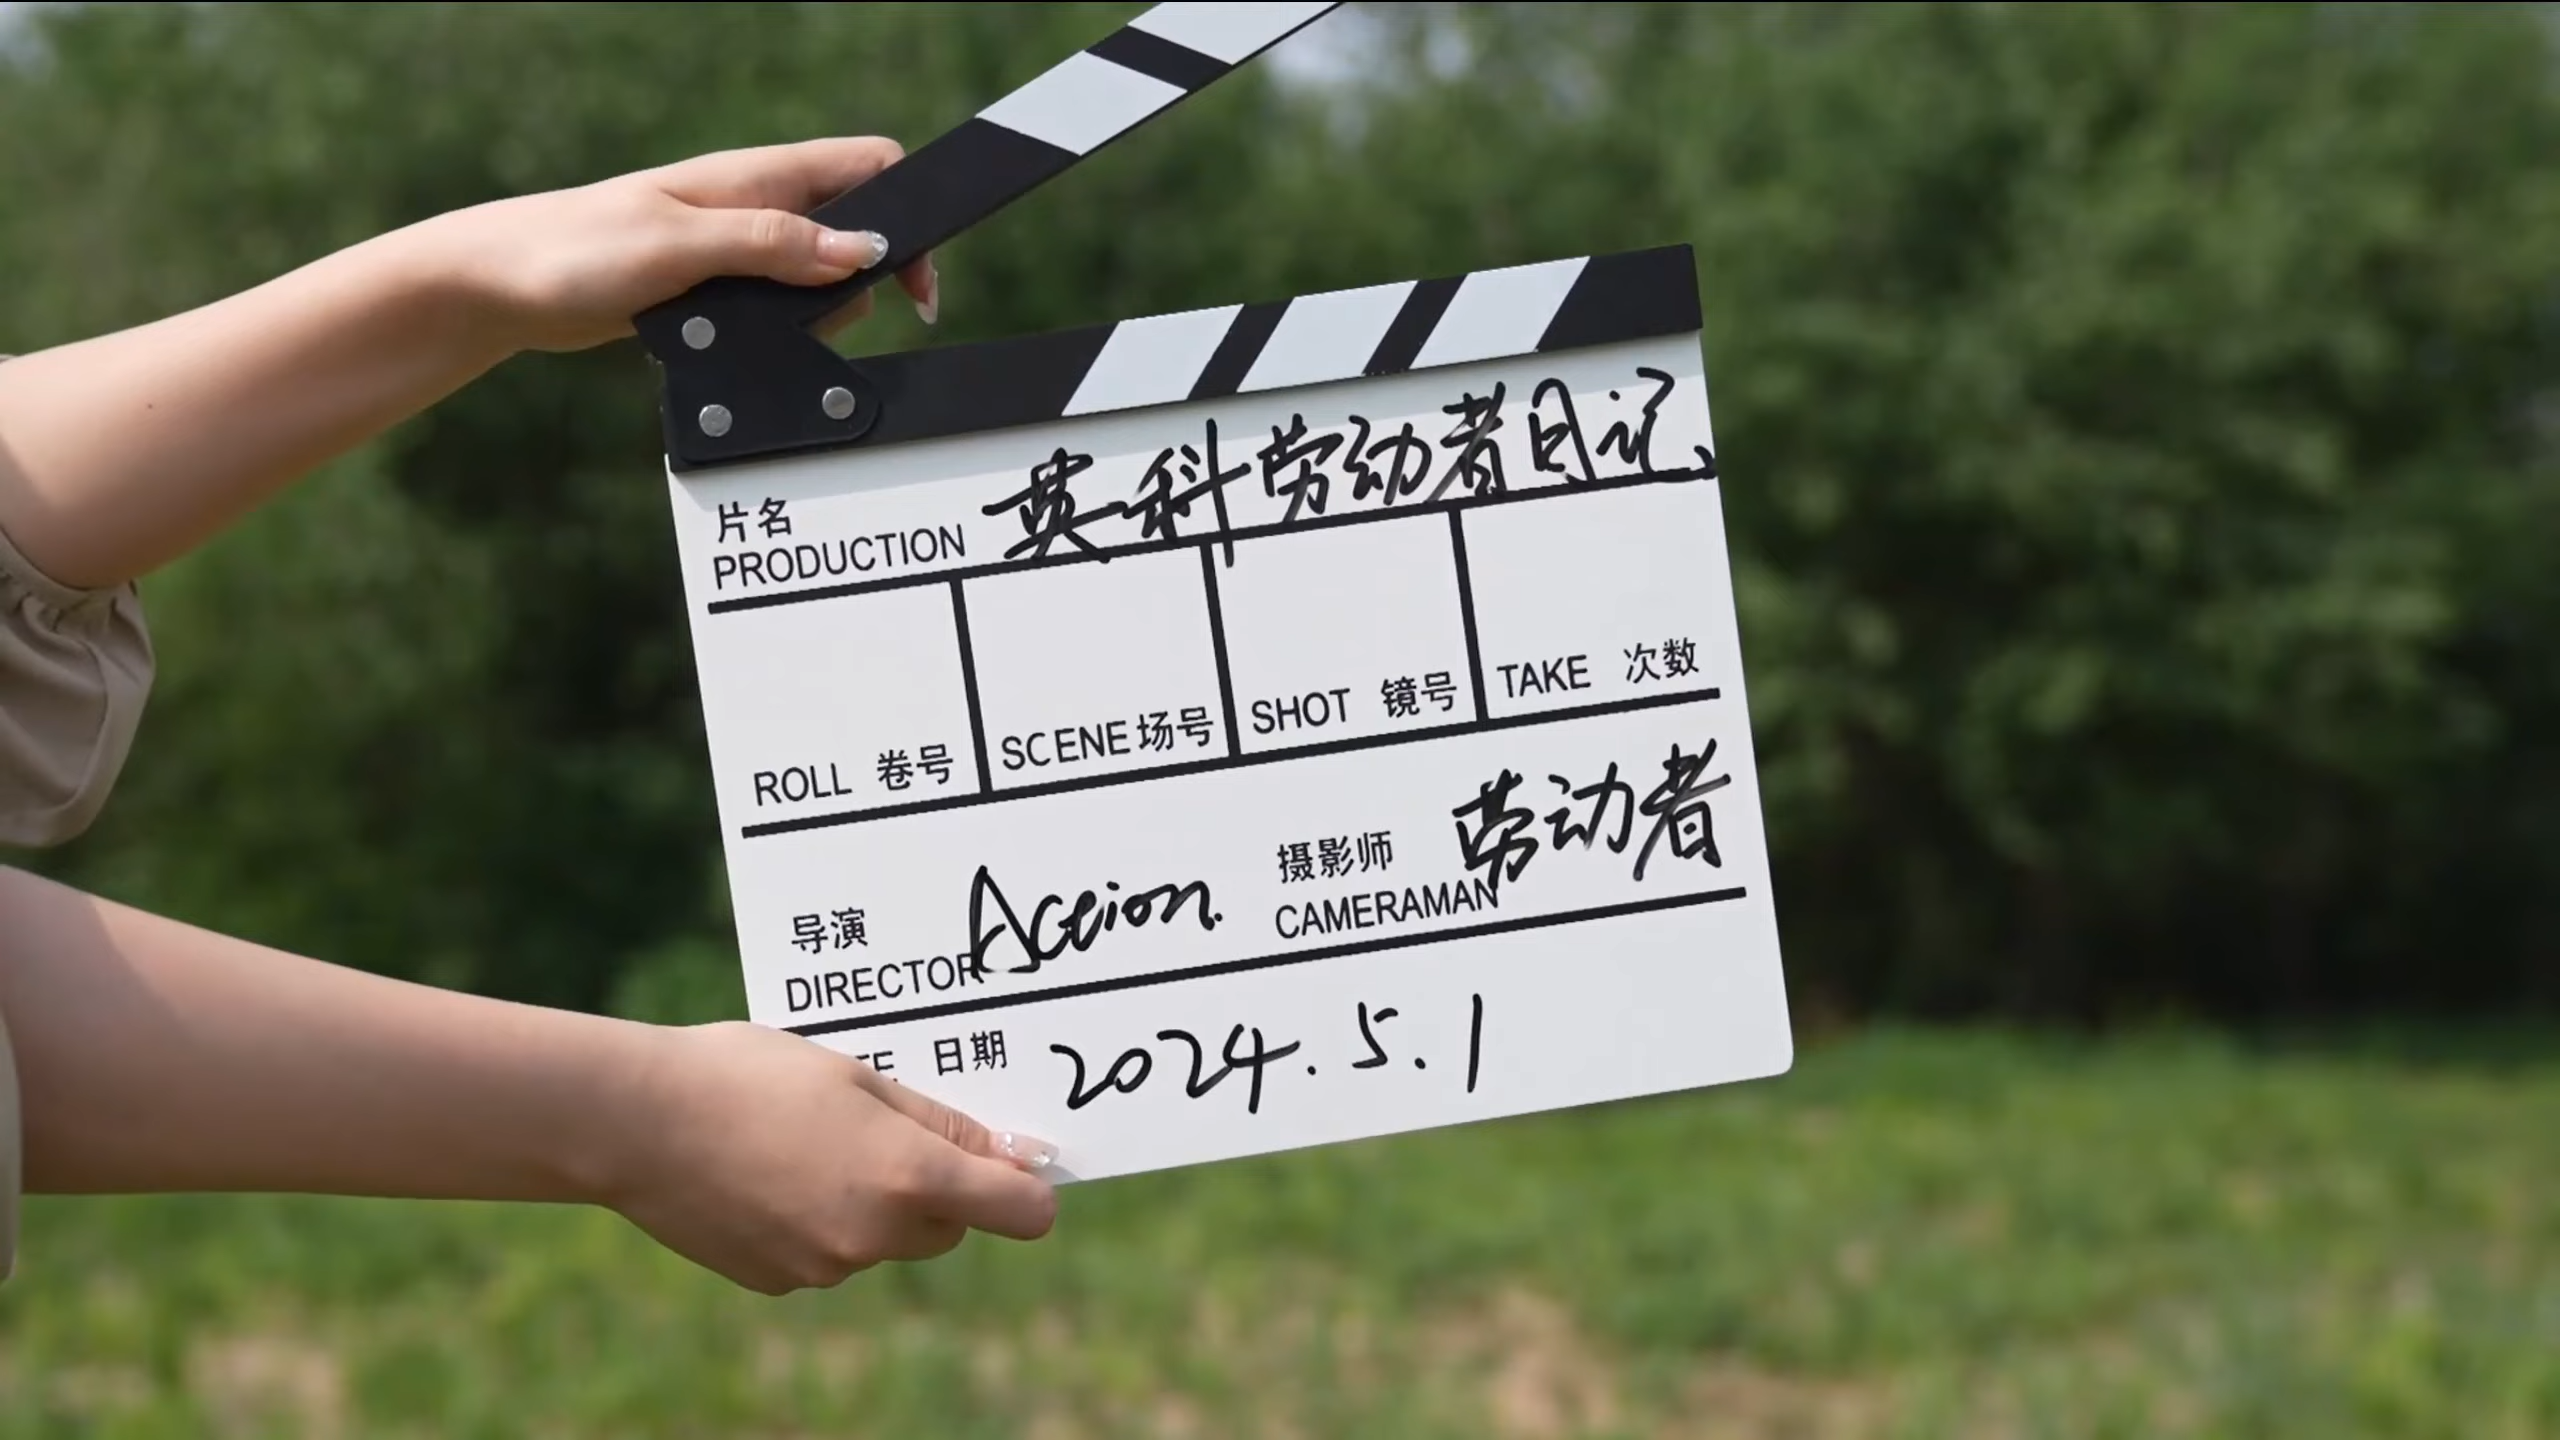 片名 英科劳动者日记
PRODUCTION
ROLL 卷号 SCENE 场号 SHOT 镜号 TAKE 次数
导演 Action. 摄影师 劳动者
DIRECTOR CAMERAMAN
TE 日期 2024.5.1